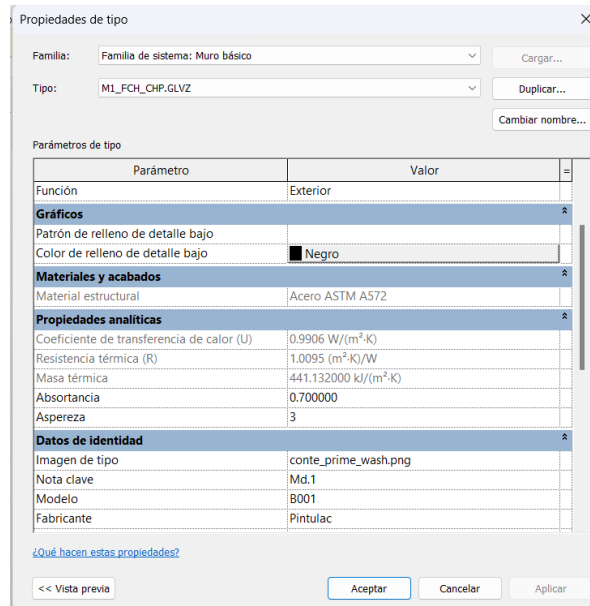 Propiedades de tipo
Familia: Familia de sistema: Muro básico Cargar...
Tipo: M1_FCH_CHP.GLVZ Duplicar...
Cambiar nombre...
Parámetros de tipo
Parámetro Valor =
Función Exterior
Gráficos
Patrón de relleno de detalle bajo
Color de relleno de detalle bajo Negro
Materiales y acabados
Material estructural Acero ASTM A572
Propiedades analíticas
Coeficiente de transferencia de calor (U) 0.9906 W/(m²·K)
Resistencia térmica (R) 1.0095 (m²·K)/W
Masa térmica 441.132000 kJ/(m²·K)
Absortancia 0.700000
Aspereza 3
Datos de identidad
Imagen de tipo conte_prime_wash.png
Nota clave Md.1
Modelo B001
Fabricante Pintulac
¿Qué hacen estas propiedades?
<< Vista previa Aceptar Cancelar Aplicar